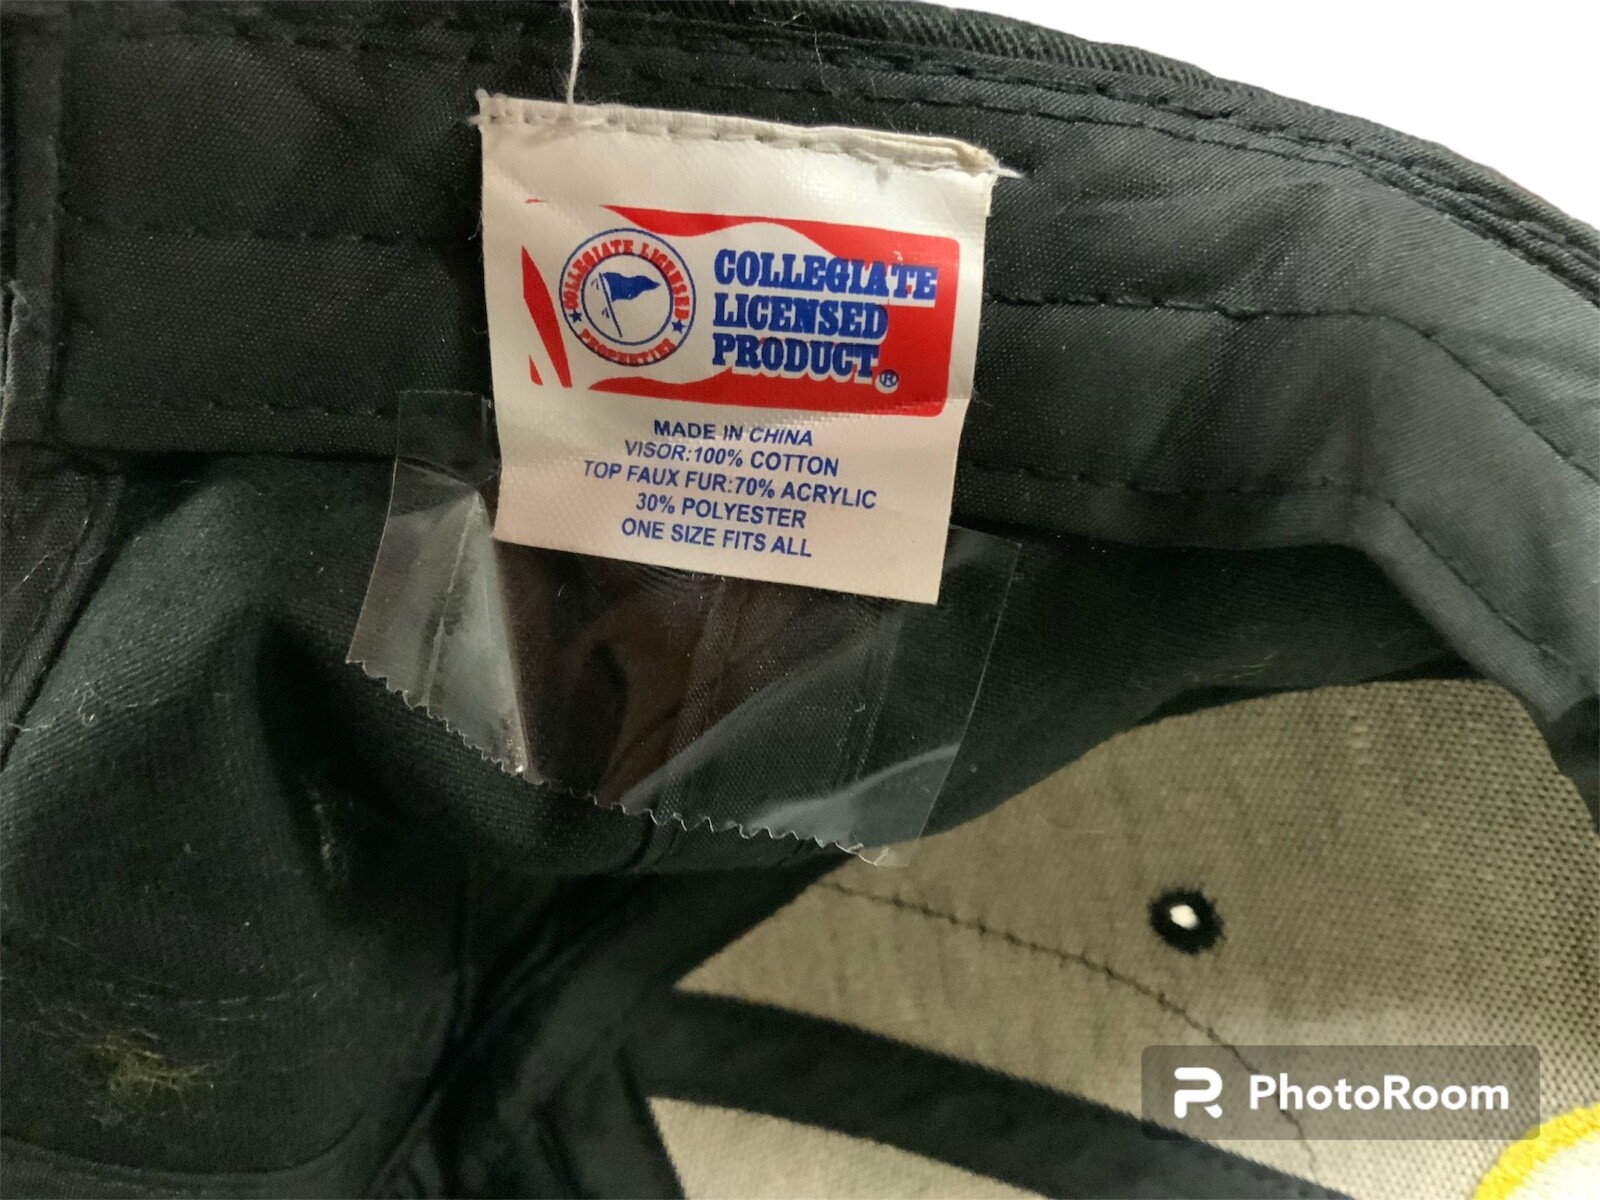 COLLEGIATE LICENSED
PROPERTIES
COLLEGIATE
LICENSED
PRODUCT®
MADE IN CHINA
VISOR:100% COTTON
TOP FAUX FUR:70% ACRYLIC
30% POLYESTER
ONE SIZE FITS ALL
PhotoRoom